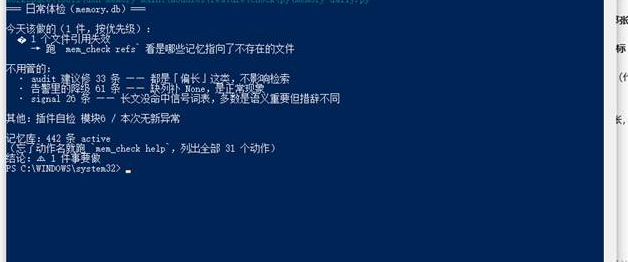 === 日常体检 (memory.db) ===
今天该做的 (1 件, 按优先级):
� 1 个文件引用失效
→ 跑 `mem_check refs` 看是哪些记忆指向了不存在的文件
不用管的:
· audit 建议修 33 条 —— 都是「偏长」这类, 不影响检索
· 告警里的降级 61 条 —— 缺列补 None, 是正常现象
· signal 26 条 —— 长文没命中信号词表, 多数是语义重要但措辞不同
其他: 插件自检 模块6 / 本次无新异常
记忆库: 442 条 active
(忘了动作名就跑 `mem_check help`, 列出全部 31 个动作)
结论: ⚠ 1 件事要做
PS C:\WINDOWS\system32>